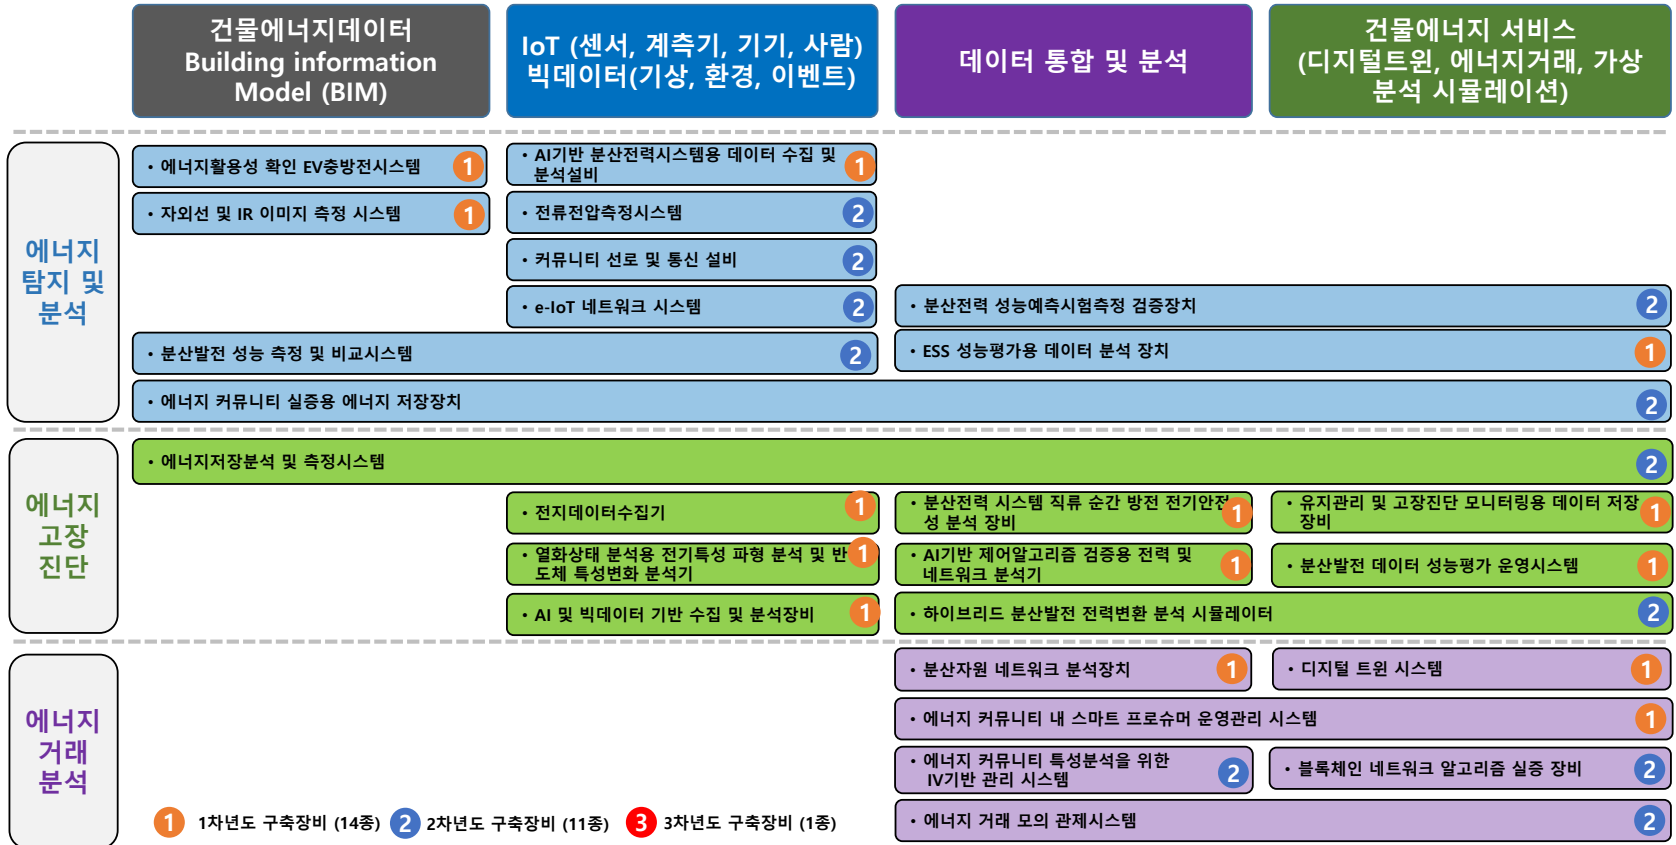 건물에너지데이터
Building information
Model (BIM)
IoT (센서, 계측기, 기기, 사람)
빅데이터(기상, 환경, 이벤트)
데이터 통합 및 분석
건물에너지 서비스
(디지털트윈, 에너지거래, 가상
분석 시뮬레이션)
에너지
탐지 및
분석
• 에너지활용성 확인 EV충방전시스템 1
• AI기반 분산전력시스템용 데이터 수집 및
분석설비 1
• 자외선 및 IR 이미지 측정 시스템 1
• 전류전압측정시스템 2
• 커뮤니티 선로 및 통신 설비 2
• e-IoT 네트워크 시스템 2
• 분산전력 성능예측시험측정 검증장치 2
• 분산발전 성능 측정 및 비교시스템 2
• ESS 성능평가용 데이터 분석 장치 1
• 에너지 커뮤니티 실증용 에너지 저장장치 2
에너지
고장
진단
• 에너지저장분석 및 측정시스템 2
• 전지데이터수집기 1
• 분산전력 시스템 직류 순간 방전 전기안전
성 분석 장비 1
• 유지관리 및 고장진단 모니터링용 데이터 저장
장비 1
• 열화상태 분석용 전기특성 파형 분석 및 반
도체 특성변화 분석기 1
• AI기반 제어알고리즘 검증용 전력 및
네트워크 분석기 1
• 분산발전 데이터 성능평가 운영시스템 1
• AI 및 빅데이터 기반 수집 및 분석장비 1
• 하이브리드 분산발전 전력변환 분석 시뮬레이터 2
에너지
거래
분석
• 분산자원 네트워크 분석장치 1
• 디지털 트윈 시스템 1
• 에너지 커뮤니티 내 스마트 프로슈머 운영관리 시스템 1
• 에너지 커뮤니티 특성분석을 위한
IV기반 관리 시스템 2
• 블록체인 네트워크 알고리즘 실증 장비 2
• 에너지 거래 모의 관제시스템 2
1 1차년도 구축장비 (14종) 2 2차년도 구축장비 (11종) 3 3차년도 구축장비 (1종)